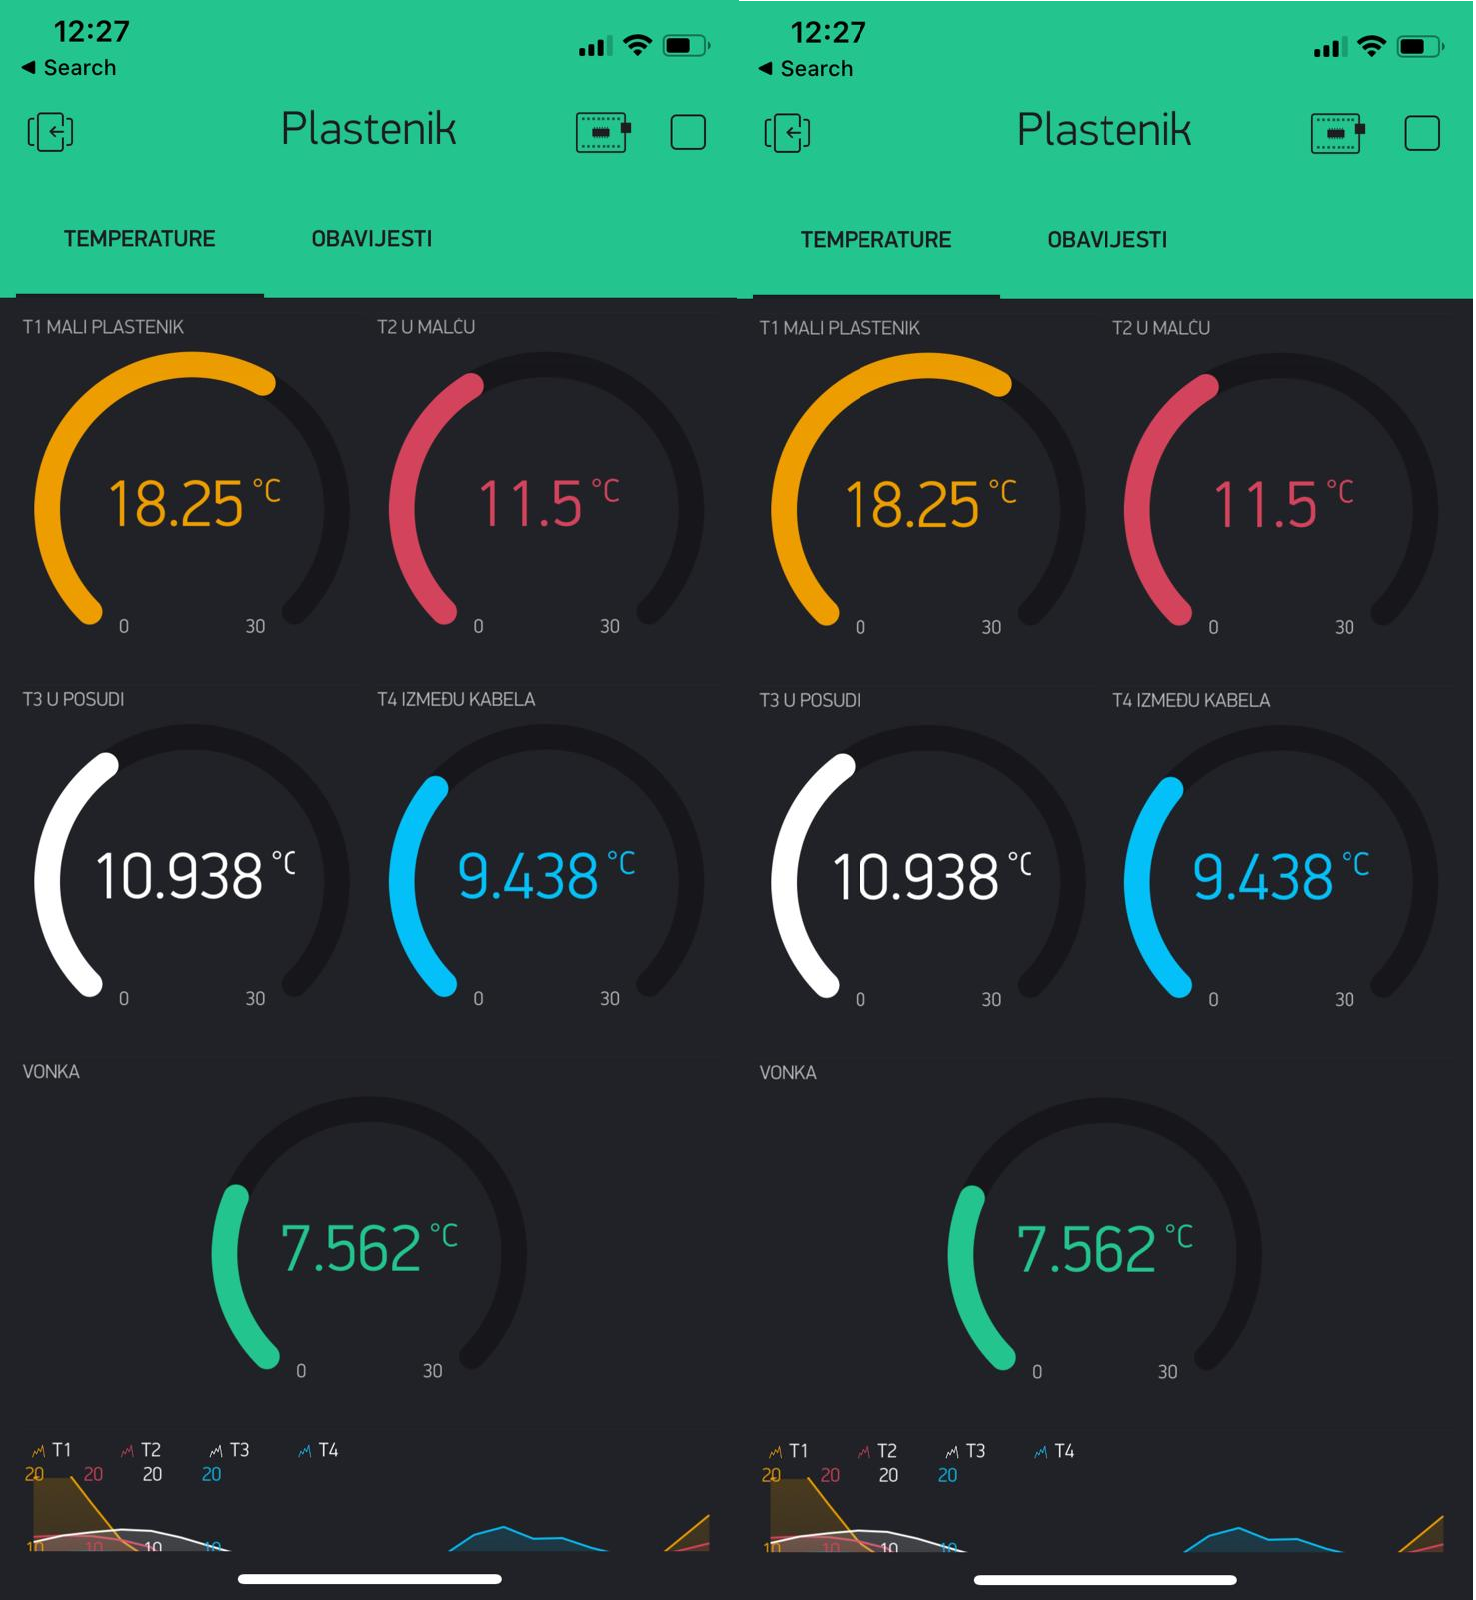 12:27
◀ Search
Plastenik
TEMPERATURE OBAVIJESTI
T1 MALI PLASTENIK T2 U MALČU
18.25 °C 11.5 °C
0 30 0 30
T3 U POSUDI T4 IZMEĐU KABELA
10.938 °C 9.438 °C
0 30 0 30
VONKA
7.562 °C
0 30
T1 T2 T3 T4
20 20 20 20
10 10 10 10
12:27
◀ Search
Plastenik
TEMPERATURE OBAVIJESTI
T1 MALI PLASTENIK T2 U MALČU
18.25 °C 11.5 °C
0 30 0 30
T3 U POSUDI T4 IZMEĐU KABELA
10.938 °C 9.438 °C
0 30 0 30
VONKA
7.562 °C
0 30
T1 T2 T3 T4
20 20 20 20
10 10 10 10